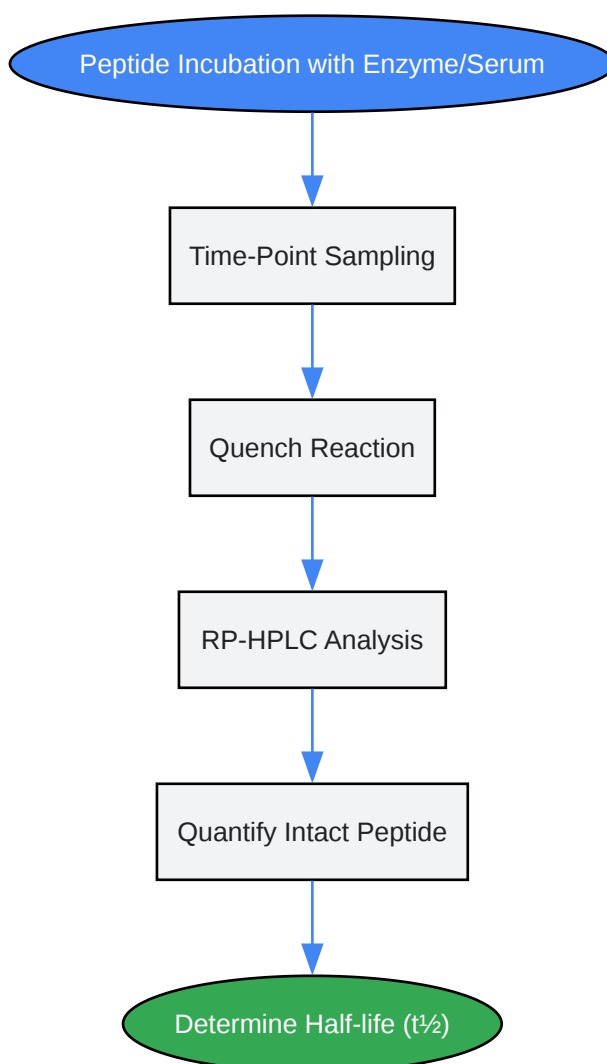 Peptide Incubation with Enzyme/Serum
Time-Point Sampling
Quench Reaction
RP-HPLC Analysis
Quantify Intact Peptide
Determine Half-life (t½)